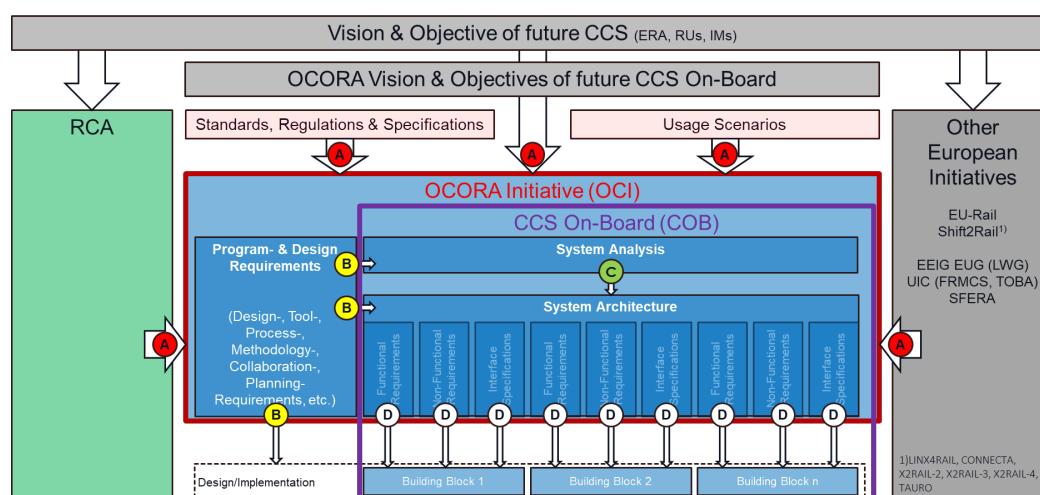 Vision & Objective of future CCS (ERA, RUs, IMs)
OCORA Vision & Objectives of future CCS On-Board
RCA
Standards, Regulations & Specifications
Usage Scenarios
Other
European
Initiatives
EU-Rail
Shift2Rail1)
EEIG EUG (LWG)
UIC (FRMCS, TOBA)
SFERA
1)LINX4RAIL, CONNECTA,
X2RAIL-2, X2RAIL-3, X2RAIL-4,
TAURO
A
A
A
A
A
OCORA Initiative (OCI)
CCS On-Board (COB)
Program- & Design
Requirements
(Design-, Tool-,
Process-,
Methodology-,
Collaboration-,
Planning-
Requirements, etc.)
B
B
B
System Analysis
C
System Architecture
Functional
Requirements
Non-Functional
Requirements
Interface
Specifications
Functional
Requirements
Non-Functional
Requirements
Interface
Specifications
Functional
Requirements
Non-Functional
Requirements
Interface
Specifications
D
D
D
D
D
D
D
D
D
Design/Implementation
Building Block 1
Building Block 2
Building Block n